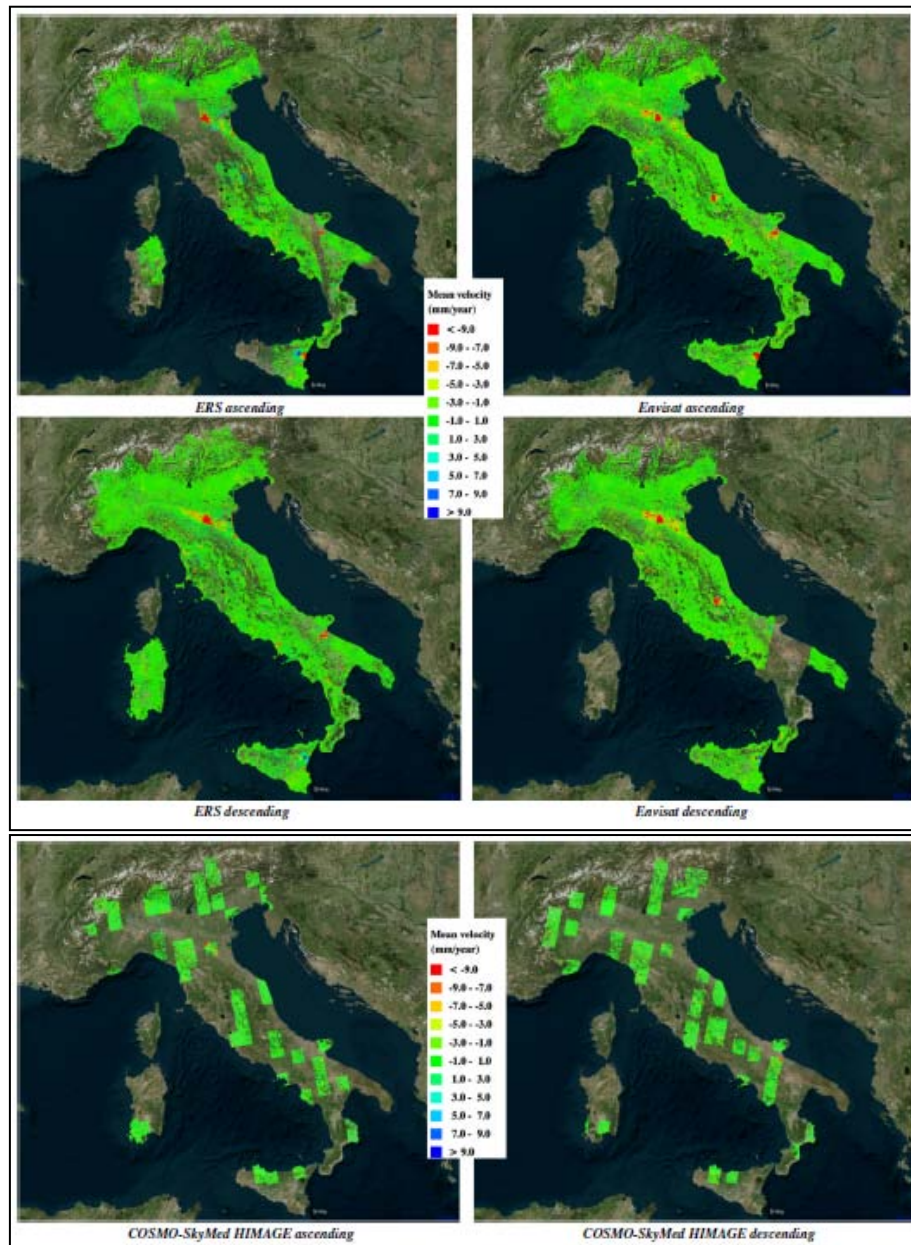 Mean velocity
(mm/year)
< -9.0
-9.0 - -7.0
-7.0 - -5.0
-5.0 - -3.0
-3.0 - -1.0
-1.0 - 1.0
1.0 - 3.0
3.0 - 5.0
5.0 - 7.0
7.0 - 9.0
> 9.0
ERS ascending
Envisat ascending
ERS descending
Envisat descending
Mean velocity
(mm/year)
< -9.0
-9.0 - -7.0
-7.0 - -5.0
-5.0 - -3.0
-3.0 - -1.0
-1.0 - 1.0
1.0 - 3.0
3.0 - 5.0
5.0 - 7.0
7.0 - 9.0
> 9.0
COSMO-SkyMed HIMAGE ascending
COSMO-SkyMed HIMAGE descending